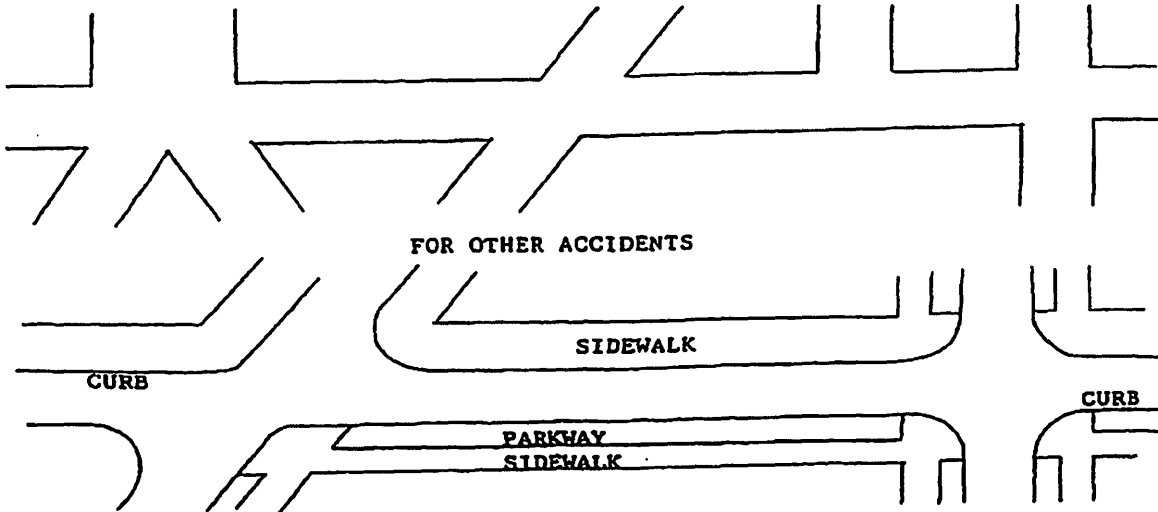 FOR OTHER ACCIDENTS
SIDEWALK
CURB
CURB
PARKWAY
SIDEWALK